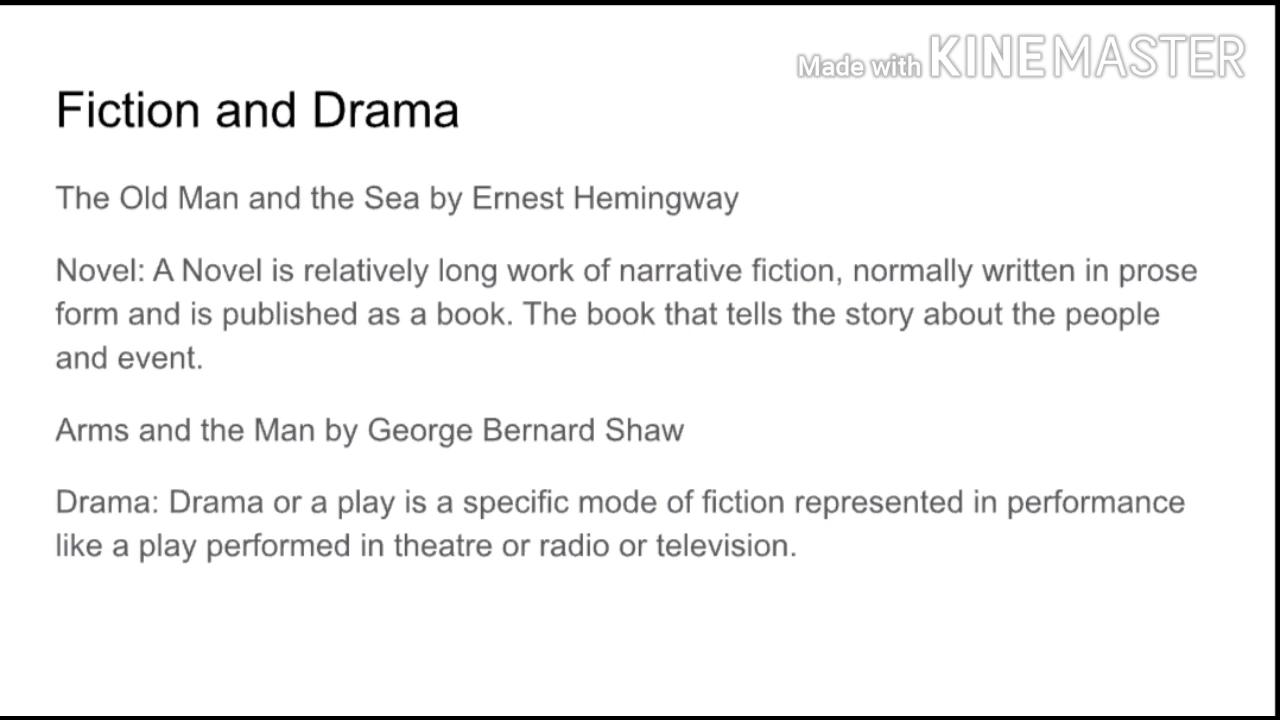 Made with KINEMASTER
Fiction and Drama
The Old Man and the Sea by Ernest Hemingway
Novel: A Novel is relatively long work of narrative fiction, normally written in prose
form and is published as a book. The book that tells the story about the people
and event.
Arms and the Man by George Bernard Shaw
Drama: Drama or a play is a specific mode of fiction represented in performance
like a play performed in theatre or radio or television.